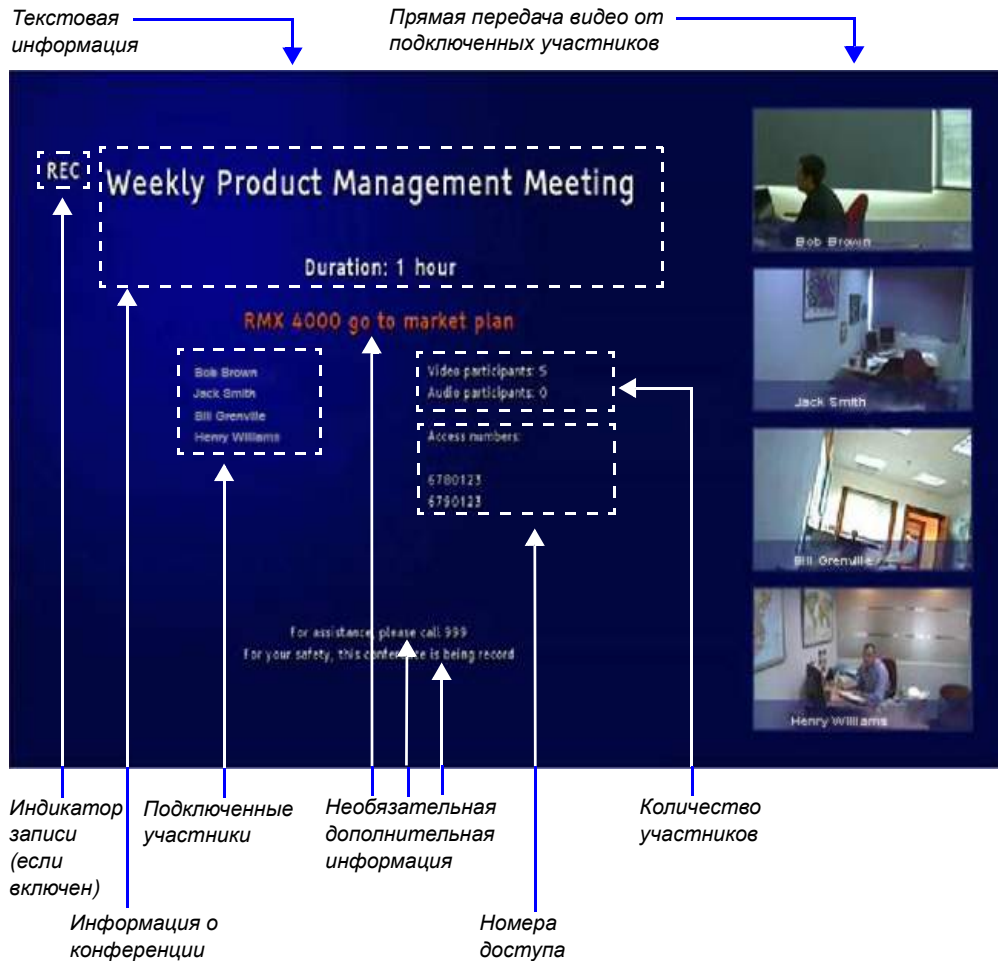 Текстовая
информация
Прямая передача видео от
подключенных участников
REC
Weekly Product Management Meeting
Duration: 1 hour
RMX 4000 go to market plan
Bob Brown
Jack Smith
Bill Grenville
Henry Williams
Video participants: 5
Audio participants: 0
Access numbers:
6780123
6790123
For assistance, please call 999
For your safety, this conference is being record
Bob Brown
Jack Smith
Bill Grenville
Henry Williams
Индикатор
записи
(если
включен)
Подключенные
участники
Необязательная
дополнительная
информация
Количество
участников
Информация о
конференции
Номера
доступа